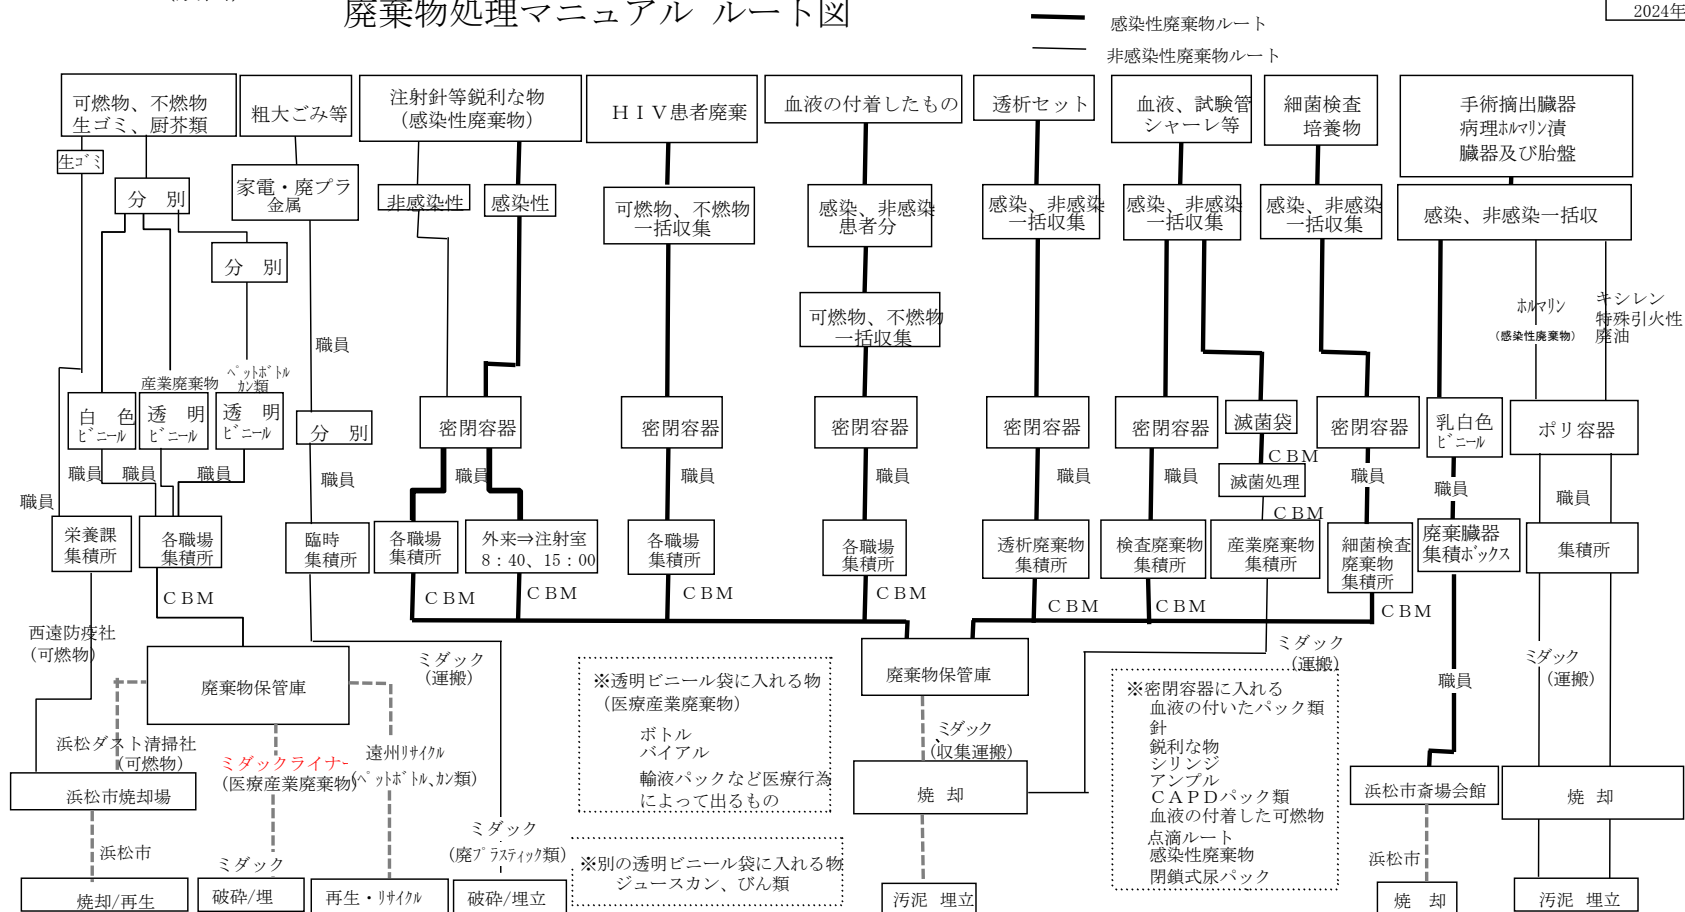 廃棄物処理マニュアル ルート図
2024年
感染性廃棄物ルート
非感染性廃棄物ルート
可燃物、不燃物
生ゴミ、厨芥類
粗大ごみ等
注射針等鋭利な物
(感染性廃棄物)
ＨＩＶ患者廃棄
血液の付着したもの
透析セット
血液、試験管
シャーレ等
細菌検査
培養物
手術摘出臓器
病理ﾎﾙﾏﾘﾝ漬
臓器及び胎盤
生ｺﾞﾐ
分 別
家電・廃プラ
金属
非感染性
感染性
可燃物、不燃物
一括収集
感染、非感染
患者分
感染、非感染
一括収集
感染、非感染
一括収集
感染、非感染
一括収集
感染、非感染一括収
分 別
可燃物、不燃物
一括収集
ﾎﾙﾏﾘﾝ
(感染性廃棄物)
キシレン
特殊引火性
廃油
職員
産業廃棄物
ﾍﾟｯﾄﾎﾞﾄﾙ
ｶﾝ類
白 色
ﾋﾞﾆｰﾙ
透 明
ﾋﾞﾆｰﾙ
透 明
ﾋﾞﾆｰﾙ
分 別
密閉容器
密閉容器
密閉容器
密閉容器
密閉容器
滅菌袋
密閉容器
乳白色
ﾋﾞﾆｰﾙ
ポリ容器
ＣＢＭ
滅菌処理
職員
職員
職員
職員
職員
職員
職員
職員
職員
職員
職員
職員
職員
職員
ＣＢＭ
栄養課
集積所
各職場
集積所
臨時
集積所
各職場
集積所
外来⇒注射室
8：40、15：00
各職場
集積所
各職場
集積所
透析廃棄物
集積所
検査廃棄物
集積所
産業廃棄物
集積所
細菌検査
廃棄物
集積所
廃棄臓器
集積ﾎﾞｯｸｽ
集積所
ＣＢＭ
ＣＢＭ
ＣＢＭ
ＣＢＭ
ＣＢＭ
ＣＢＭ
ＣＢＭ
ＣＢＭ
西遠防疫社
(可燃物)
廃棄物保管庫
ミダック
(運搬)
※透明ビニール袋に入れる物
(医療産業廃棄物)
ボトル
バイアル
輸液パックなど医療行為
によって出るもの
廃棄物保管庫
ミダック
(運搬)
※密閉容器に入れる
血液の付いたパック類
針
鋭利な物
シリンジ
アンプル
ＣＡＰＤパック類
血液の付着した可燃物
点滴ルート
感染性廃棄物
閉鎖式尿パック
職員
ミダック
(運搬)
浜松ダスト清掃社
(可燃物)
ミダックライナー
(医療産業廃棄物)
遠州ﾘｻｲｸﾙ
(ﾍﾟｯﾄﾎﾞﾄﾙ、ｶﾝ類)
ミダック
(収集運搬)
浜松市焼却場
焼 却
浜松市斎場会館
焼 却
浜松市
ミダック
ミダック
(廃ﾌﾟﾗｽﾃｨｯｸ類)
※別の透明ビニール袋に入れる物
ジュースカン、びん類
浜松市
焼却/再生
破砕/埋
再生・ﾘｻｲｸﾙ
破砕/埋立
汚泥 埋立
焼 却
汚泥 埋立